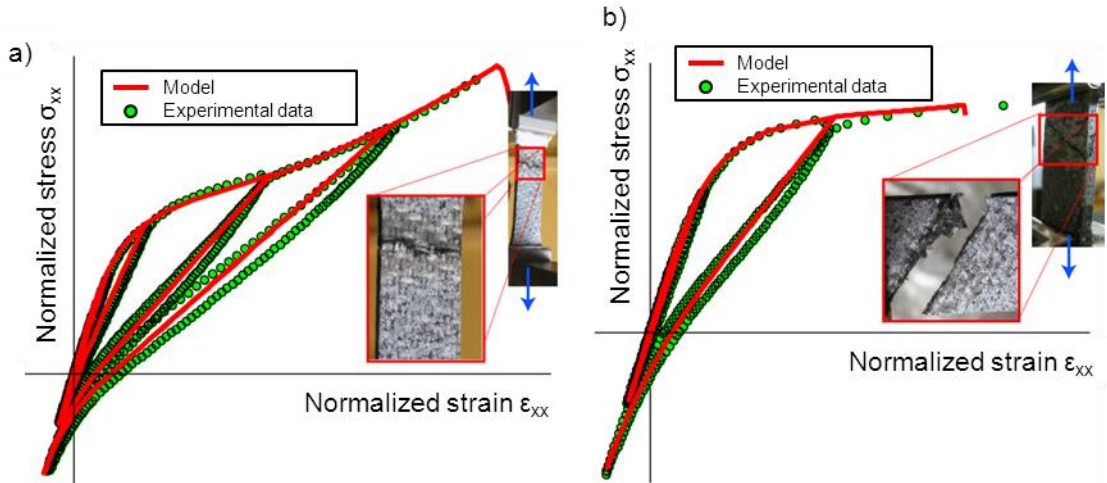 a)
Model
Experimental data
Normalized stress σxx
Normalized strain εxx
b)
Model
Experimental data
Normalized stress σxx
Normalized strain εxx